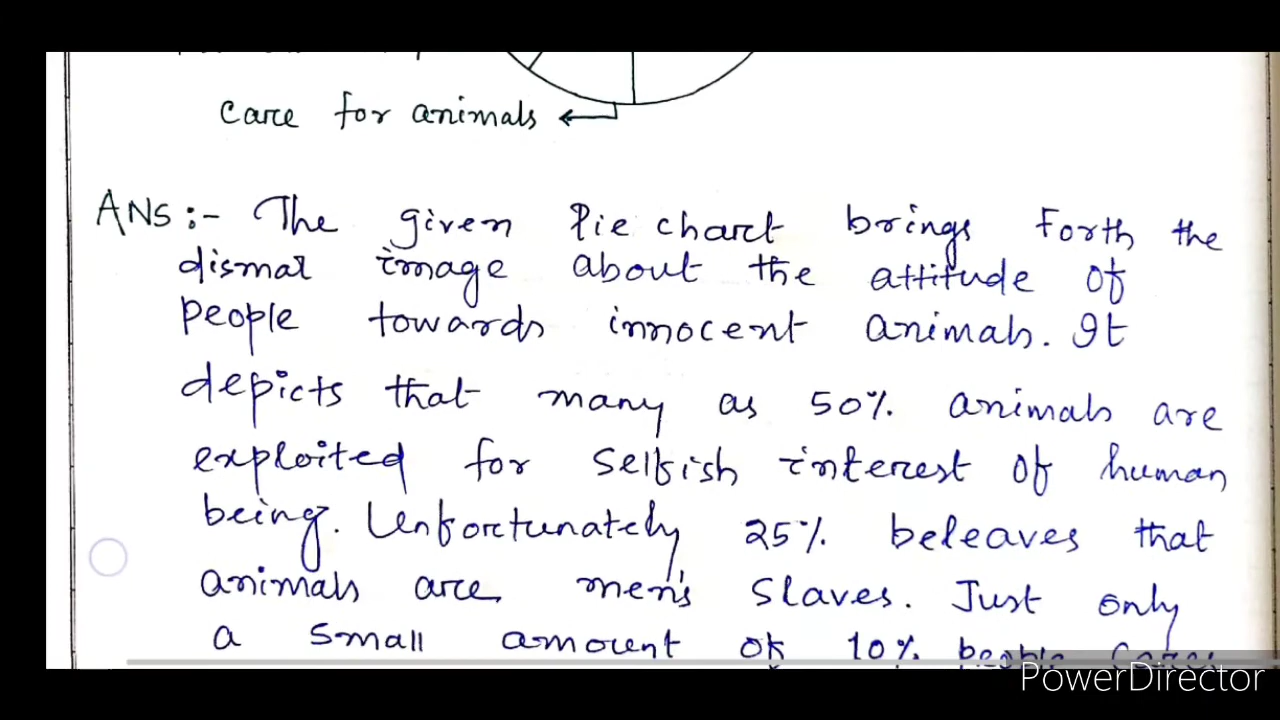 Care for animals
ANS :- The given Pie chart brings forth the
dismal image about the attitude of
people towards innocent animals. It
depicts that many as 50% animals are
exploited for selfish interest of human
being. Unfortunately 25% beleaves that
animals are men's slaves. Just only
a small amount of 10% people cares
PowerDirector